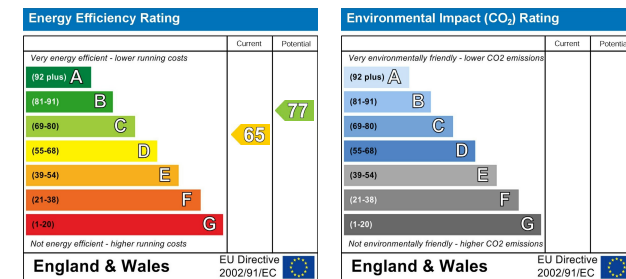 Energy Efficiency Rating
Current Potential
Very energy efficient - lower running costs
(92 plus) A
(81-91) B
77
(69-80) C
65
(55-68) D
(39-54) E
(21-38) F
(1-20) G
Not energy efficient - higher running costs
England & Wales
EU Directive
2002/91/EC
Environmental Impact (CO₂) Rating
Current Potential
Very environmentally friendly - lower CO2 emissions
(92 plus) A
(81-91) B
(69-80) C
(55-68) D
(39-54) E
(21-38) F
(1-20) G
Not environmentally friendly - higher CO2 emissions
England & Wales
EU Directive
2002/91/EC